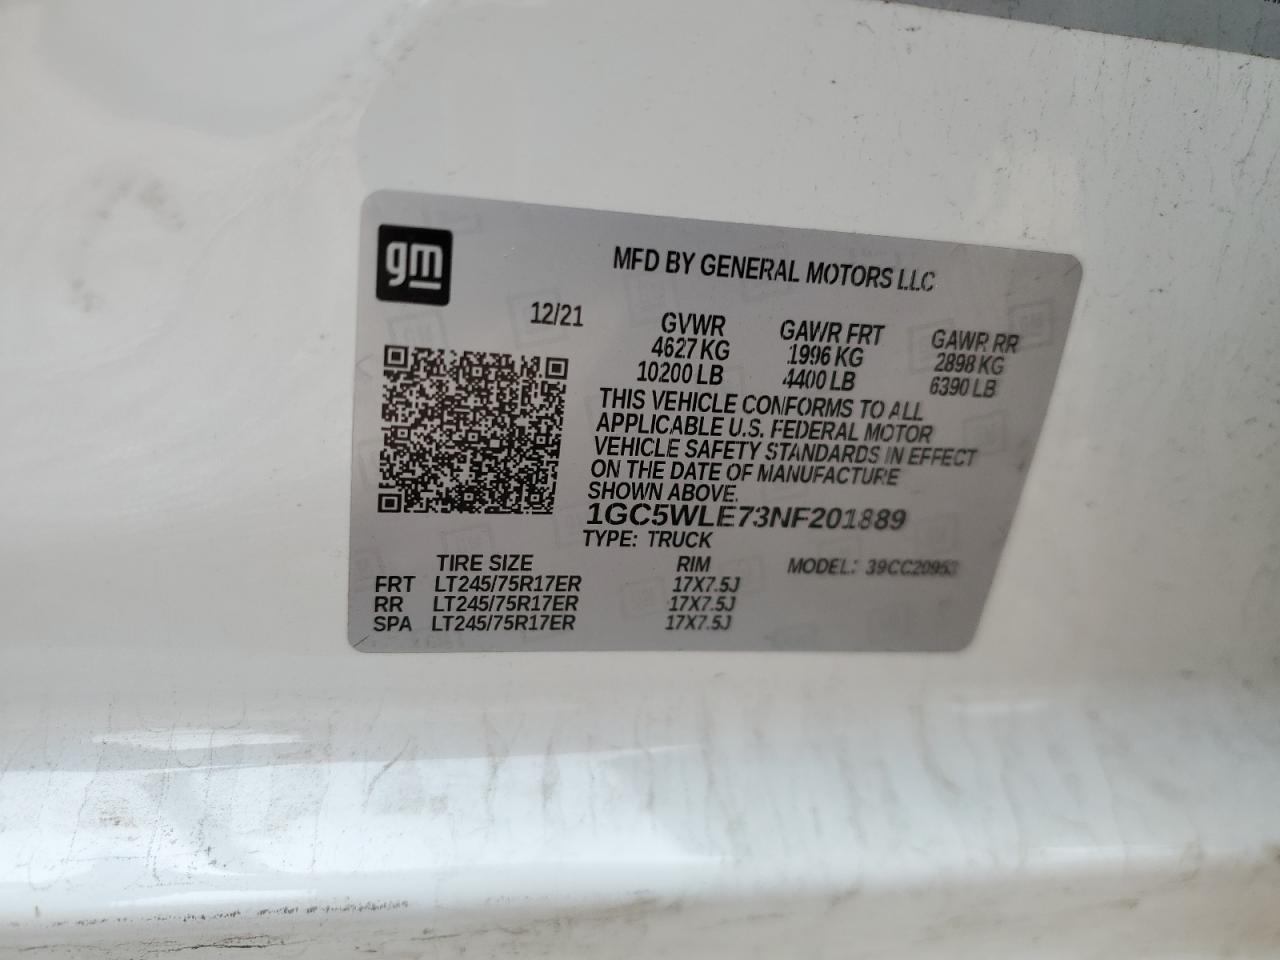 gm
MFD BY GENERAL MOTORS LLC
12/21
GVWR GAWR FRT GAWR RR
4627 KG 1996 KG 2898 KG
10200 LB 4400 LB 6390 LB
THIS VEHICLE CONFORMS TO ALL
APPLICABLE U.S. FEDERAL MOTOR
VEHICLE SAFETY STANDARDS IN EFFECT
ON THE DATE OF MANUFACTURE
SHOWN ABOVE.
1GC5WLE73NF201889
TYPE: TRUCK
TIRE SIZE RIM MODEL: 39CC20953
FRT LT245/75R17ER 17X7.5J
RR LT245/75R17ER 17X7.5J
SPA LT245/75R17ER 17X7.5J